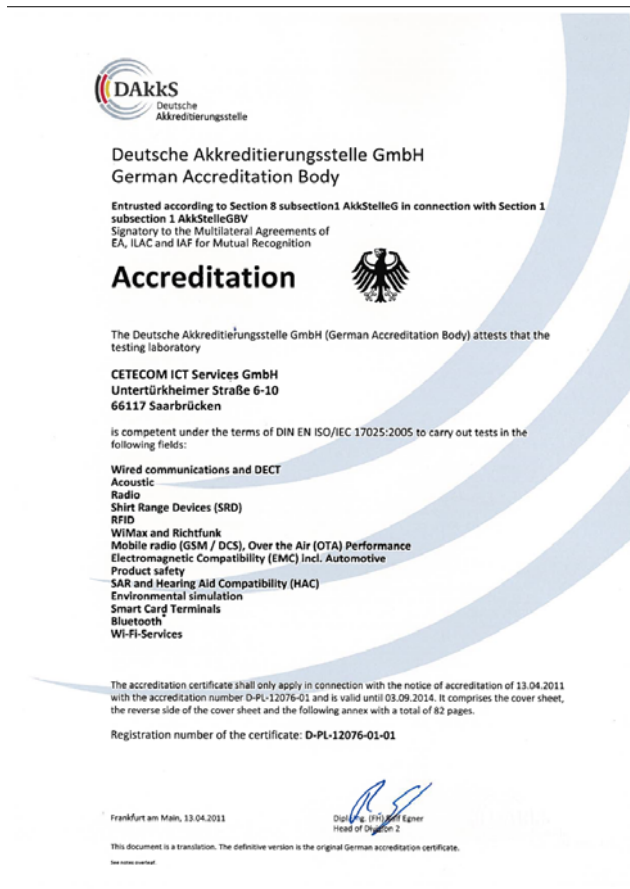 DAkkS
Deutsche
Akkreditierungsstelle
Deutsche Akkreditierungsstelle GmbH
German Accreditation Body
Entrusted according to Section 8 subsection1 AkkStelleG in connection with Section 1
subsection 1 AkkStelleGBV
Signatory to the Multilateral Agreements of
EA, ILAC and IAF for Mutual Recognition
Accreditation
The Deutsche Akkreditierungsstelle GmbH (German Accreditation Body) attests that the
testing laboratory
CETECOM ICT Services GmbH
Untertürkheimer Straße 6-10
66117 Saarbrücken
is competent under the terms of DIN EN ISO/IEC 17025:2005 to carry out tests in the
following fields:
Wired communications and DECT
Acoustic
Radio
Shirt Range Devices (SRD)
RFID
WiMax and Richtfunk
Mobile radio (GSM / DCS), Over the Air (OTA) Performance
Electromagnetic Compatibility (EMC) incl. Automotive
Product safety
SAR and Hearing Aid Compatibility (HAC)
Environmental simulation
Smart Card Terminals
Bluetooth
Wi-Fi-Services
The accreditation certificate shall only apply in connection with the notice of accreditation of 13.04.2011
with the accreditation number D-PL-12076-01 and is valid until 03.09.2014. It comprises the cover sheet,
the reverse side of the cover sheet and the following annex with a total of 82 pages.
Registration number of the certificate: D-PL-12076-01-01
Frankfurt am Main, 13.04.2011
(FH) Egner
Head of Division 2
This document is a translation. The definitive version is the original German accreditation certificate.
See notes overleaf.